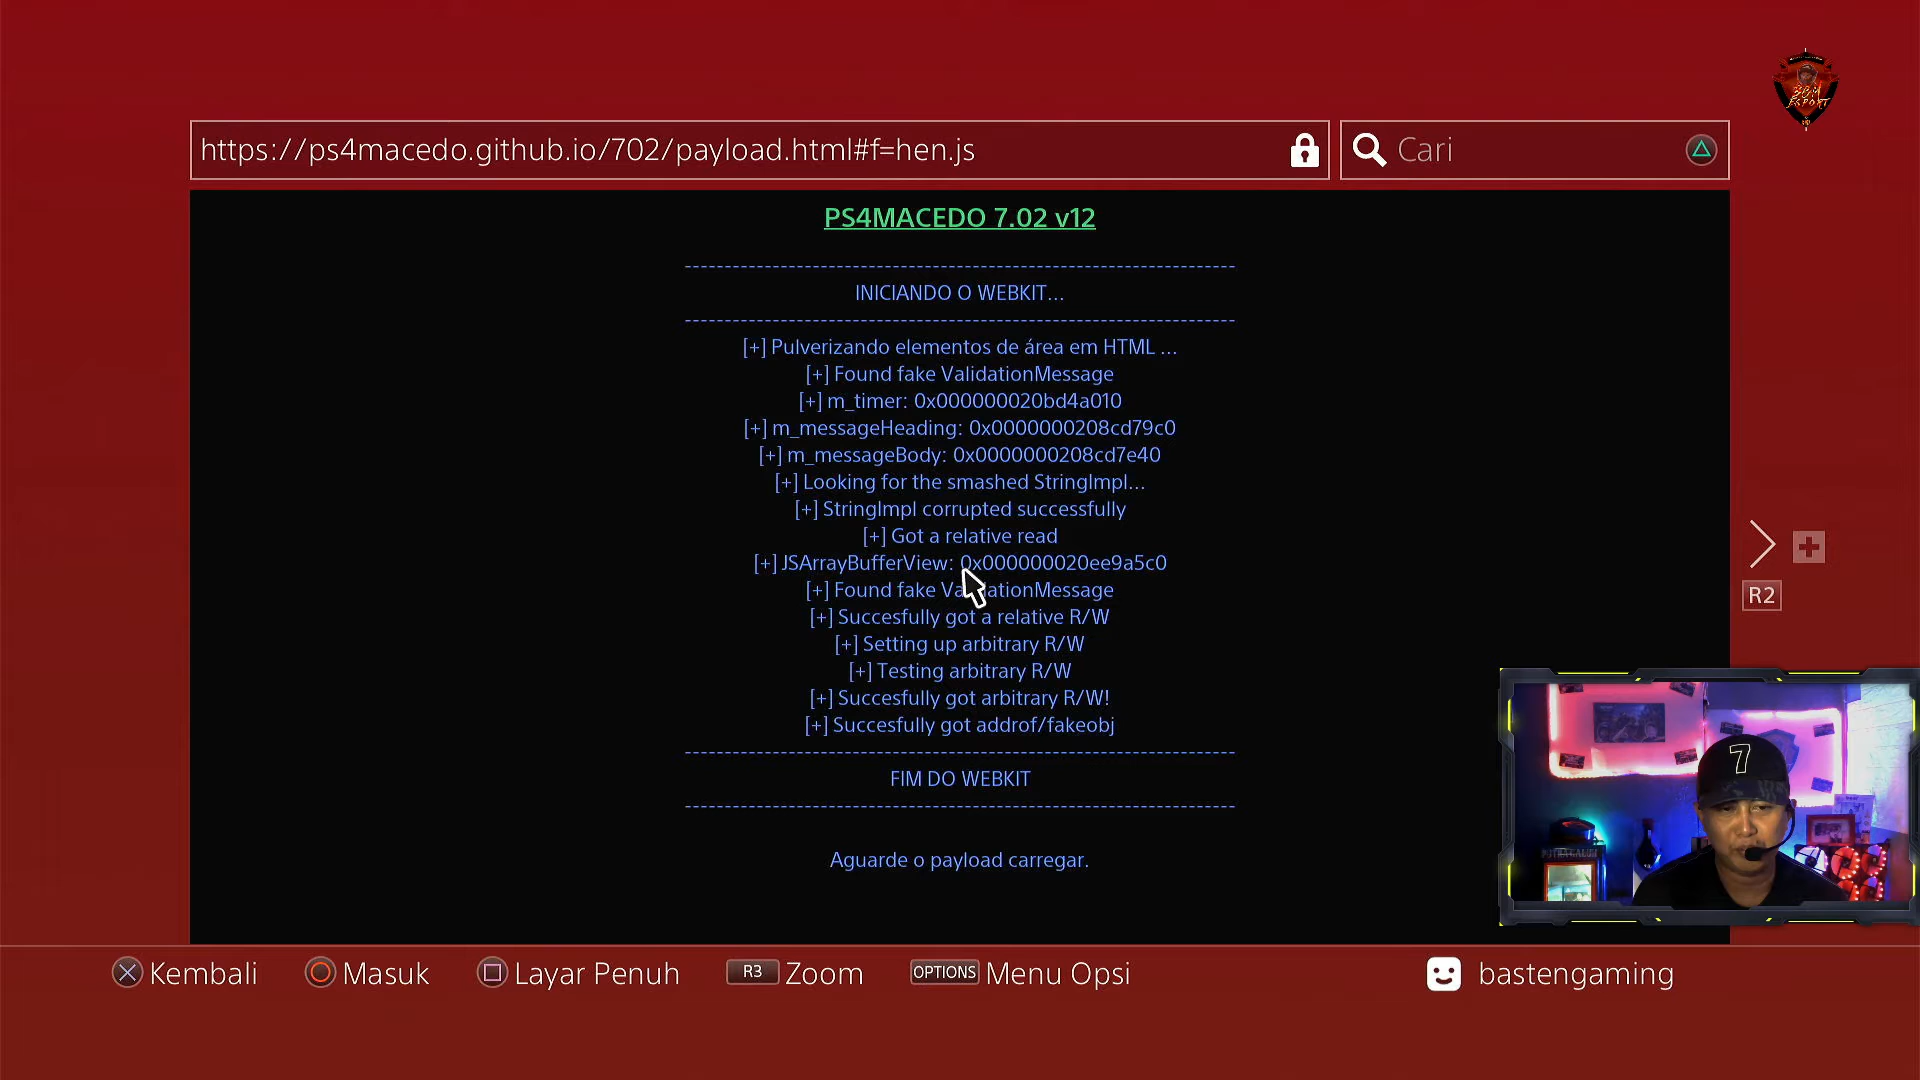 https://ps4macedo.github.io/702/payload.html#f=hen.js
Cari
PS4MACEDO 7.02 v12
----------------------------------------------------------------------
INICIANDO O WEBKIT...
----------------------------------------------------------------------
[+] Pulverizando elementos de área em HTML ...
[+] Found fake ValidationMessage
[+] m_timer: 0x000000020bd4a010
[+] m_messageHeading: 0x0000000208cd79c0
[+] m_messageBody: 0x0000000208cd7e40
[+] Looking for the smashed StringImpl...
[+] StringImpl corrupted successfully
[+] Got a relative read
[+] JSArrayBufferView: 0x000000020ee9a5c0
[+] Found fake ValidationMessage
[+] Succesfully got a relative R/W
[+] Setting up arbitrary R/W
[+] Testing arbitrary R/W
[+] Succesfully got arbitrary R/W!
[+] Succesfully got addrof/fakeobj
----------------------------------------------------------------------
FIM DO WEBKIT
----------------------------------------------------------------------
Aguarde o payload carregar.
R2
7
Kembali
Masuk
Layar Penuh
R3 Zoom
OPTIONS Menu Opsi
bastengaming